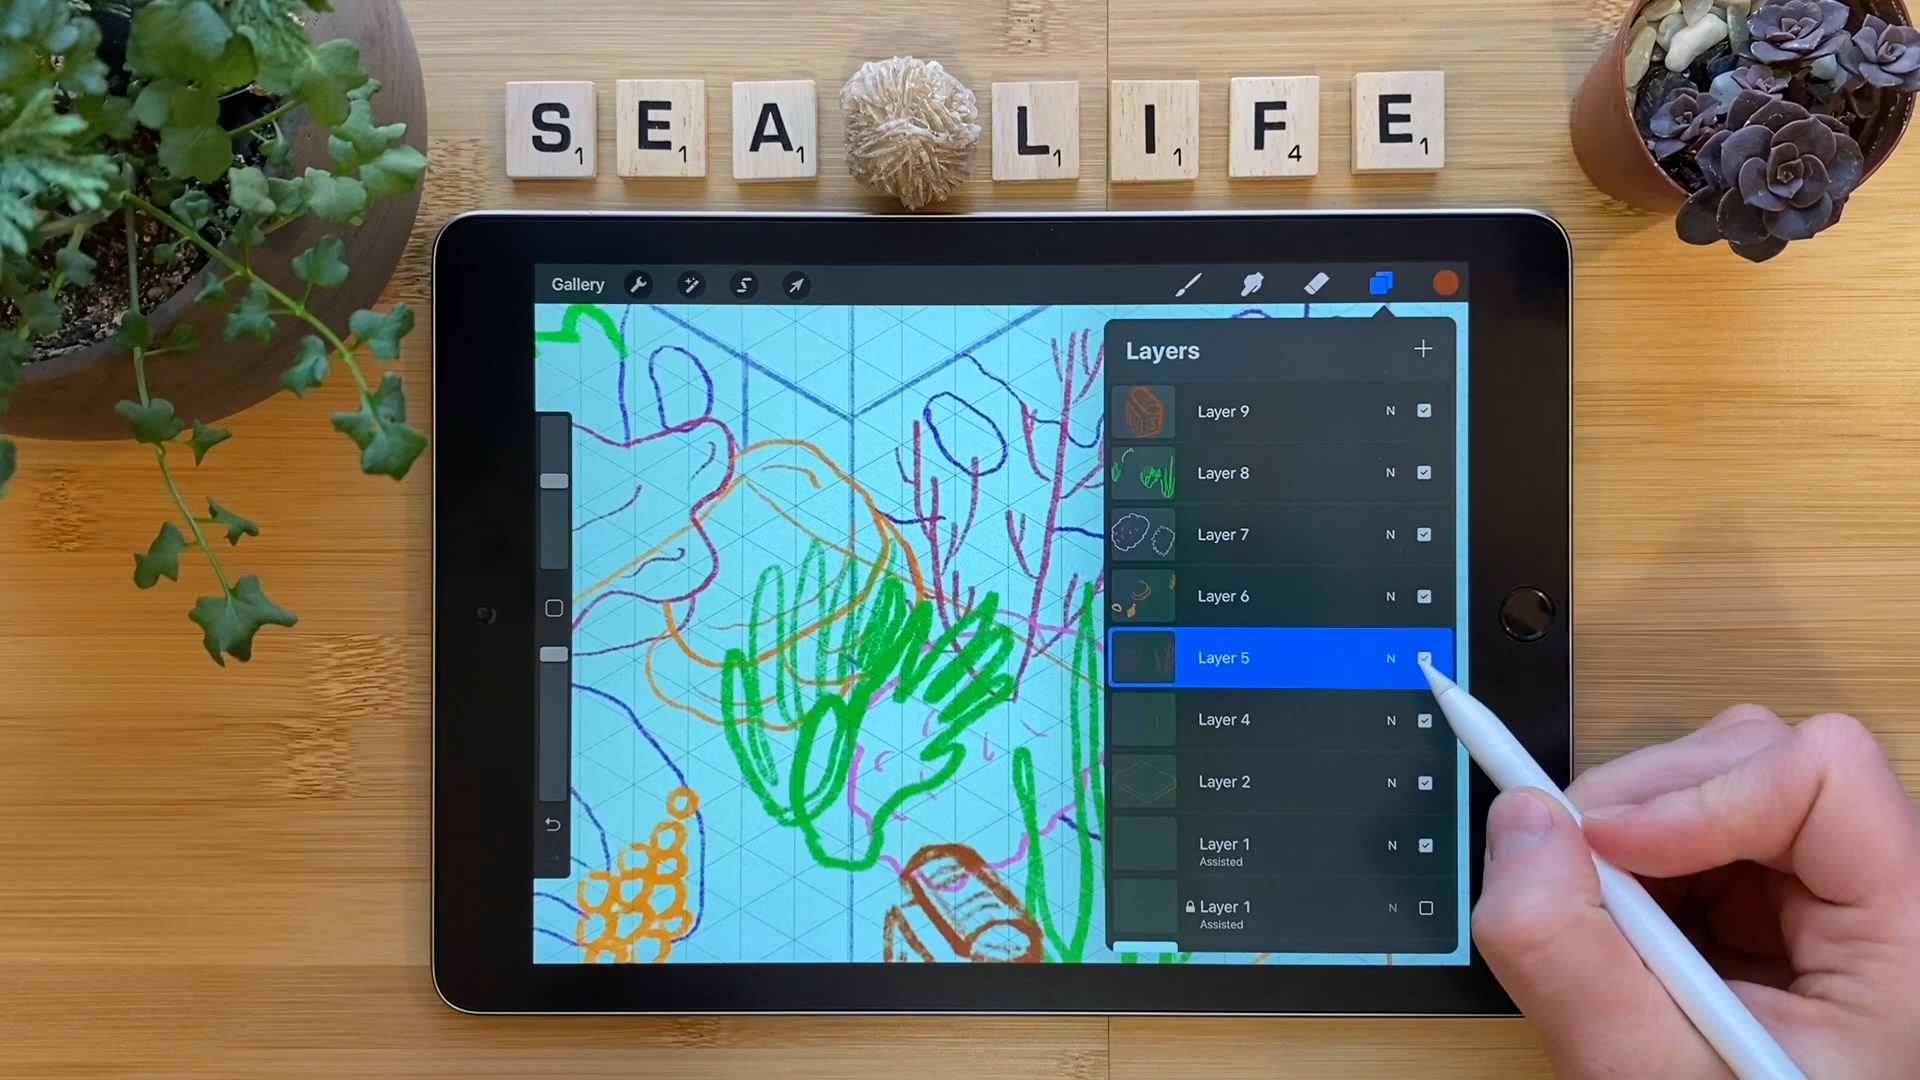 S1 E1 A1 L1 I1 F4 E1
Gallery
Layers
Layer 9 N
Layer 8 N
Layer 7 N
Layer 6 N
Layer 5 N
Layer 4 N
Layer 2 N
Layer 1 N
Assisted
Layer 1 N
Assisted